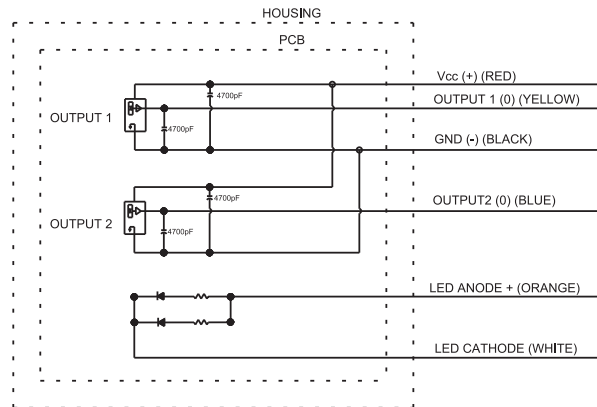 HOUSING
PCB
Vcc (+) (RED)
4700pF
OUTPUT 1 (0) (YELLOW)
OUTPUT 1
4700pF
GND (-) (BLACK)
4700pF
OUTPUT2 (0) (BLUE)
OUTPUT 2
4700pF
LED ANODE + (ORANGE)
LED CATHODE (WHITE)